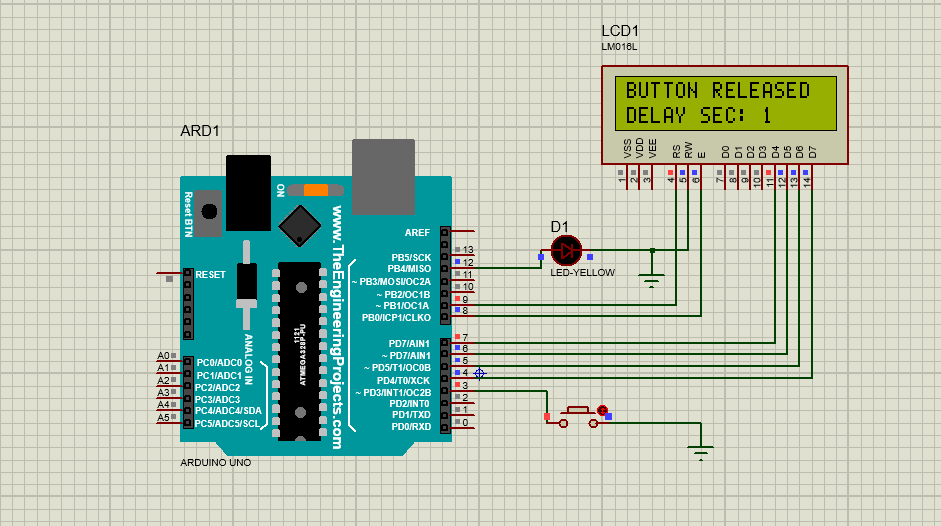 LCD1
LM016L
BUTTON RELEASED
DELAY SEC: 1
VSS
VDD
VEE
RS
RW
E
D0
D1
D2
D3
D4
D5
D6
D7
1
2
3
4
5
6
7
8
9
10
11
12
13
14
ARD1
ON
Reset BTN
www.TheEngineeringProjects.com
1121
ATMEGA328P-PU
ANALOG IN
RESET
A0 PC0/ADC0
A1 PC1/ADC1
A2 PC2/ADC2
A3 PC3/ADC3
A4 PC4/ADC4/SDA
A5 PC5/ADC5/SCL
AREF
PB5/SCK 13
PB4/MISO 12
~ PB3/MOSI/OC2A 11
~ PB2/OC1B 10
~ PB1/OC1A 9
PB0/ICP1/CLKO 8
PD7/AIN1 7
~ PD7/AIN1 6
~ PD5/T1/OC0B 5
PD4/T0/XCK
~ PD3/INT1/OC2B 3
PD2/INT0 2
PD1/TXD 1
PD0/RXD 0
D1
LED-YELLOW
ARDUINO UNO